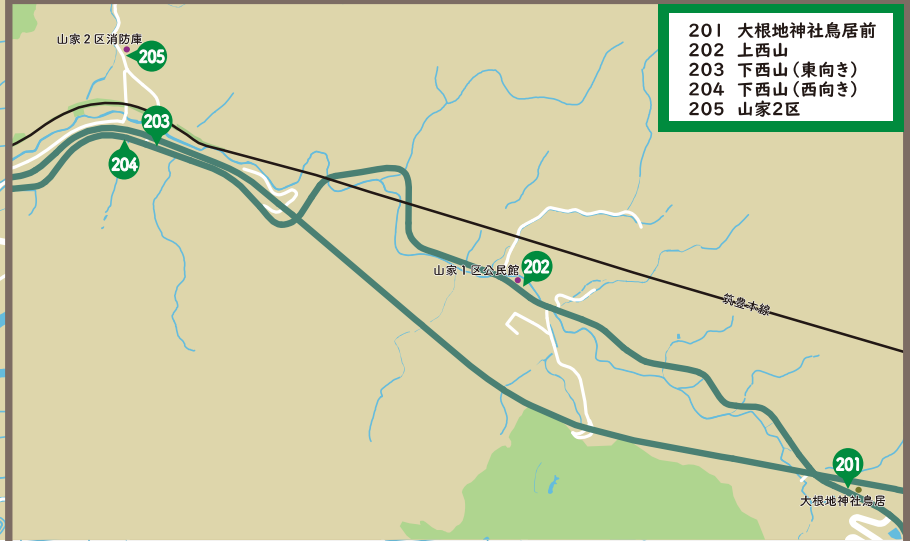 201 大根地神社鳥居前
202 上西山
203 下西山（東向き）
204 下西山（西向き）
205 山家2区
山家2区消防庫
205
203
204
山家1区公民館
202
筑豊本線
201
大根地神社鳥居